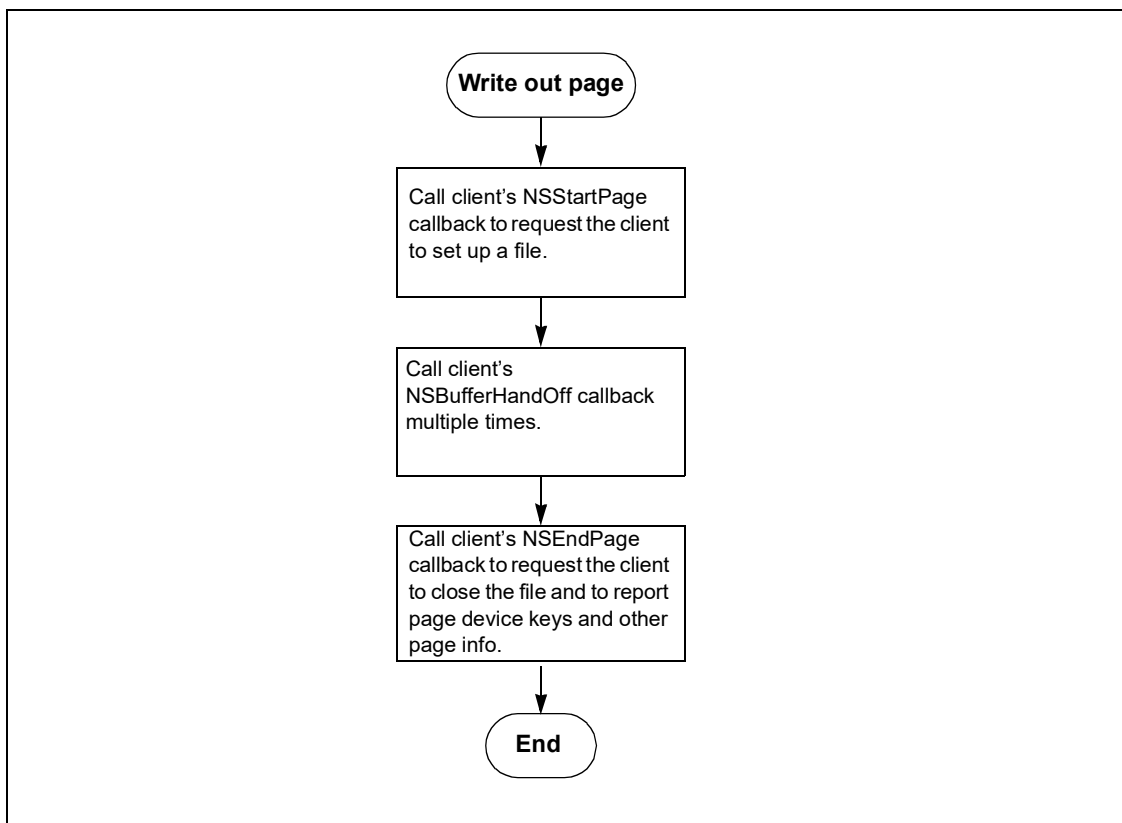 Write out page
Call client’s NSStartPage
callback to request the client
to set up a file.
Call client’s
NSBufferHandOff callback
multiple times.
Call client’s NSEndPage
callback to request the client
to close the file and to report
page device keys and other
page info.
End